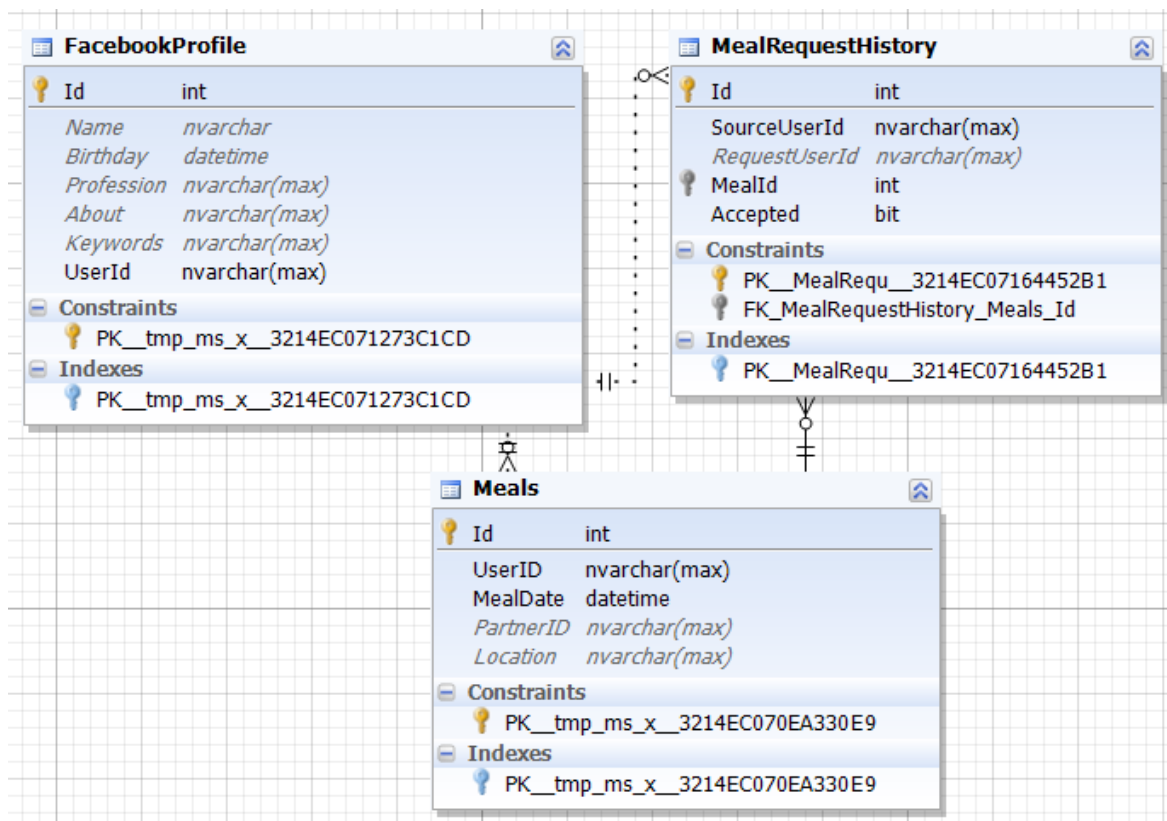 FacebookProfile
Id int
Name nvarchar
Birthday datetime
Profession nvarchar(max)
About nvarchar(max)
Keywords nvarchar(max)
UserId nvarchar(max)
Constraints
PK__tmp_ms_x__3214EC071273C1CD
Indexes
PK__tmp_ms_x__3214EC071273C1CD
MealRequestHistory
Id int
SourceUserId nvarchar(max)
RequestUserId nvarchar(max)
MealId int
Accepted bit
Constraints
PK__MealRequ__3214EC07164452B1
FK_MealRequestHistory_Meals_Id
Indexes
PK__MealRequ__3214EC07164452B1
Meals
Id int
UserID nvarchar(max)
MealDate datetime
PartnerID nvarchar(max)
Location nvarchar(max)
Constraints
PK__tmp_ms_x__3214EC070EA330E9
Indexes
PK__tmp_ms_x__3214EC070EA330E9